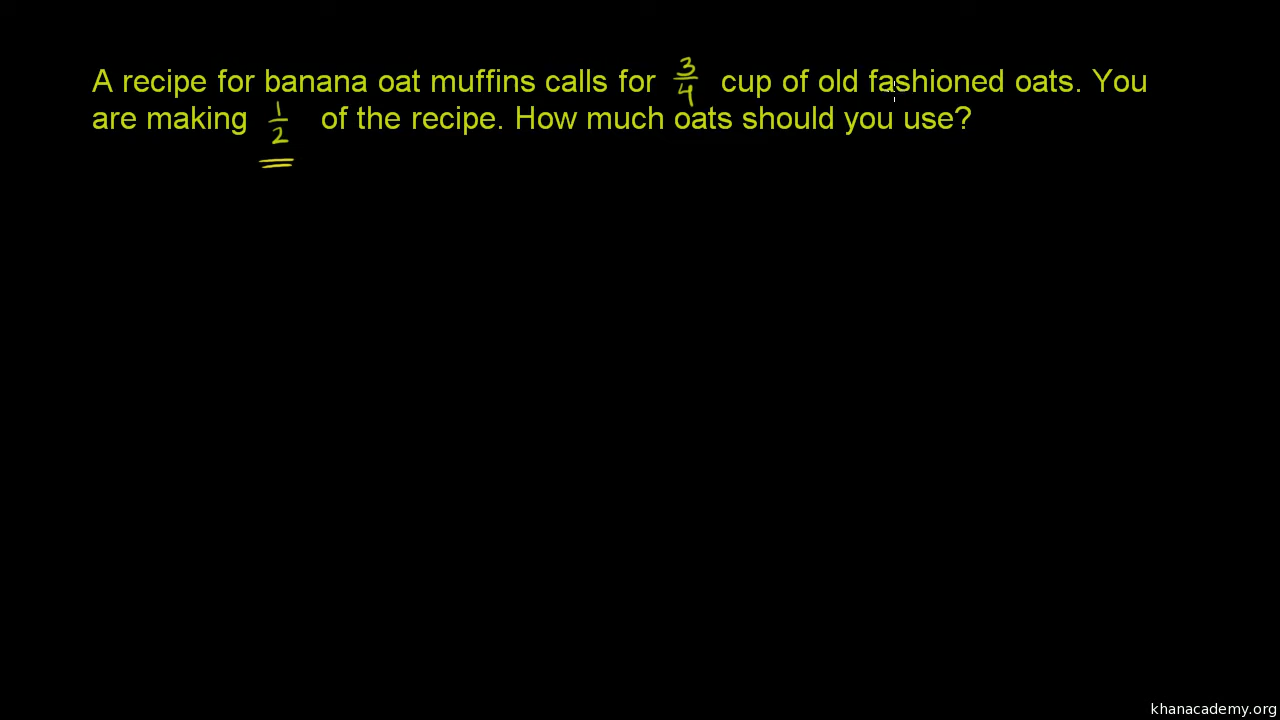 A recipe for banana oat muffins calls for 3/4 cup of old fashioned oats. You
are making 1/2 of the recipe. How much oats should you use?
khanacademy.org